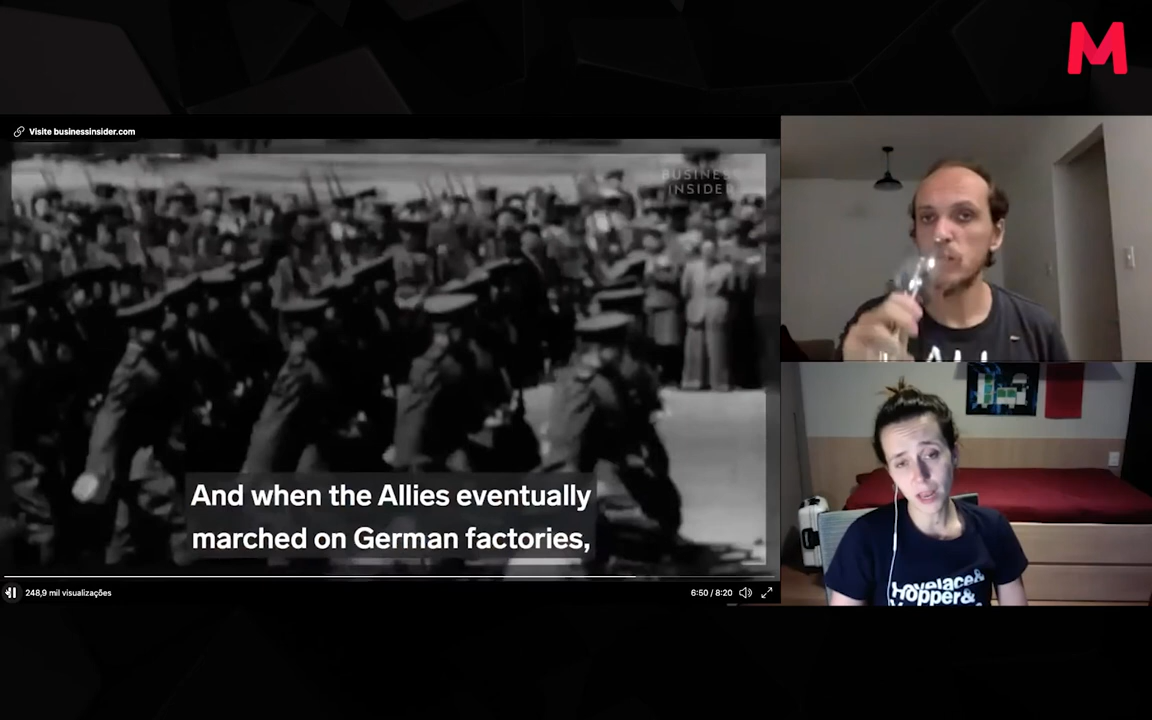 M
Visite businessinsider.com
BUSINESS
INSIDER
And when the Allies eventually
marched on German factories,
248,9 mil visualizações
6:50 / 8:20
Lovelace&
Hopper&